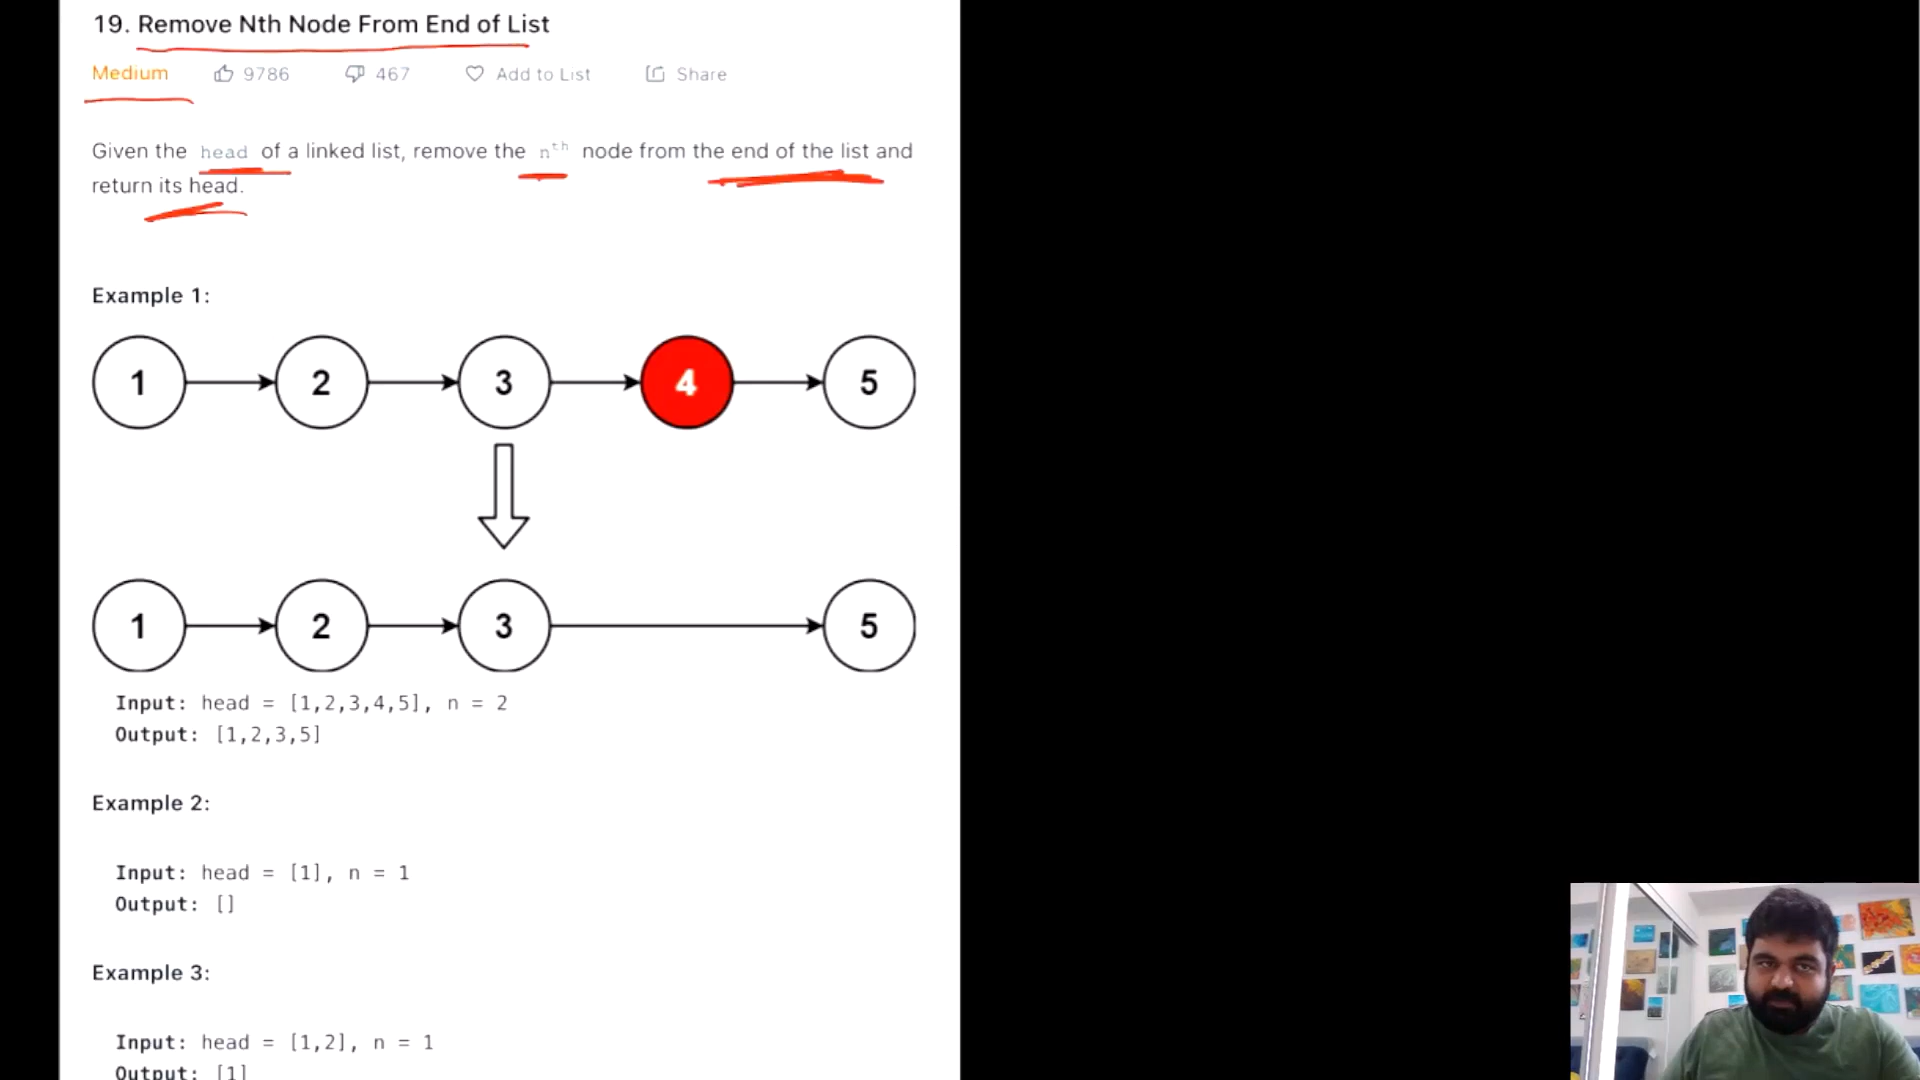 19. Remove Nth Node From End of List
Medium 9786 467 Add to List Share
Given the head of a linked list, remove the nth node from the end of the list and
return its head.
Example 1:
1 2 3 4 5
1 2 3 5
Input: head = [1,2,3,4,5], n = 2
Output: [1,2,3,5]
Example 2:
Input: head = [1], n = 1
Output: []
Example 3:
Input: head = [1,2], n = 1
Output: [1]